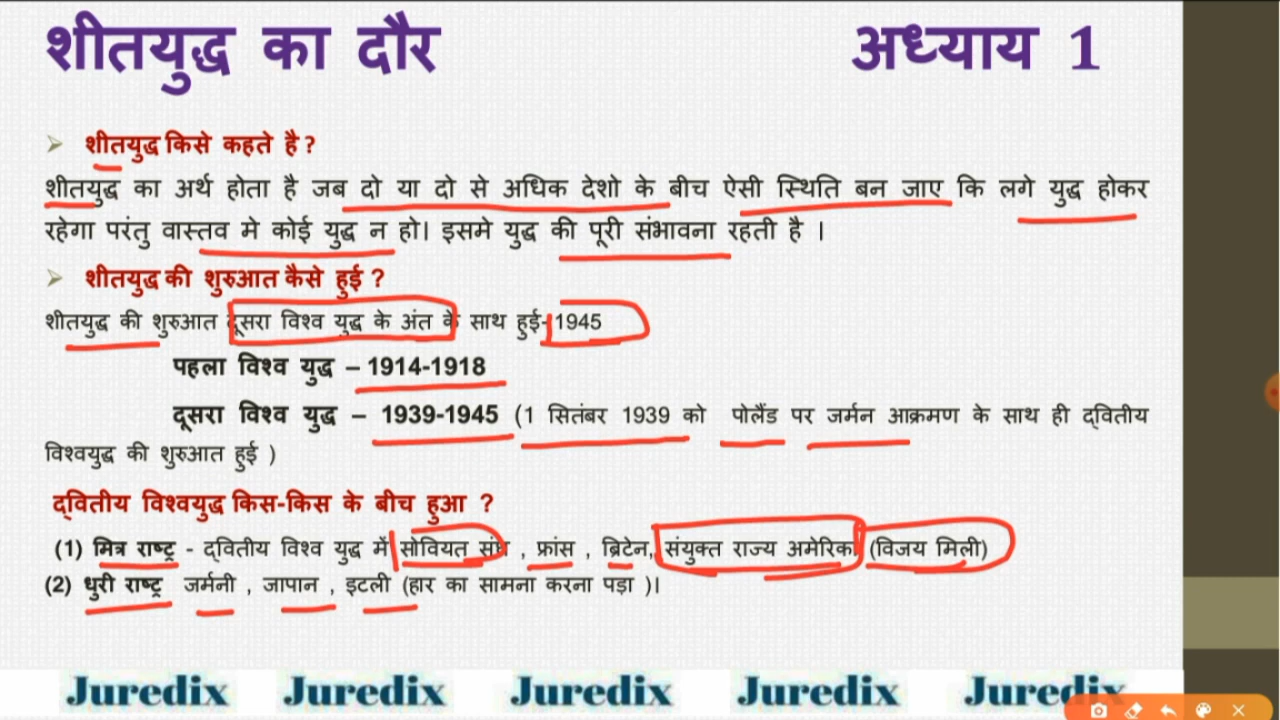 शीतयुद्ध का दौर अध्याय 1
शीतयुद्ध किसे कहते है ?
शीतयुद्ध का अर्थ होता है जब दो या दो से अधिक देशो के बीच ऐसी स्थिति बन जाए कि लगे युद्ध होकर
रहेगा परंतु वास्तव मे कोई युद्ध न हो। इसमे युद्ध की पूरी संभावना रहती है ।
शीतयुद्ध की शुरुआत कैसे हुई ?
शीतयुद्ध की शुरुआत दूसरा विश्व युद्ध के अंत के साथ हुई- 1945
पहला विश्व युद्ध – 1914-1918
दूसरा विश्व युद्ध – 1939-1945 (1 सितंबर 1939 को पोलैंड पर जर्मन आक्रमण के साथ ही द्वितीय
विश्वयुद्ध की शुरुआत हुई )
द्वितीय विश्वयुद्ध किस-किस के बीच हुआ ?
(1) मित्र राष्ट्र - द्वितीय विश्व युद्ध में सोवियत संघ , फ्रांस , ब्रिटेन, संयुक्त राज्य अमेरिका (विजय मिली)
(2) धुरी राष्ट्र जर्मनी , जापान , इटली (हार का सामना करना पड़ा )।
Juredix Juredix Juredix Juredix Juredix